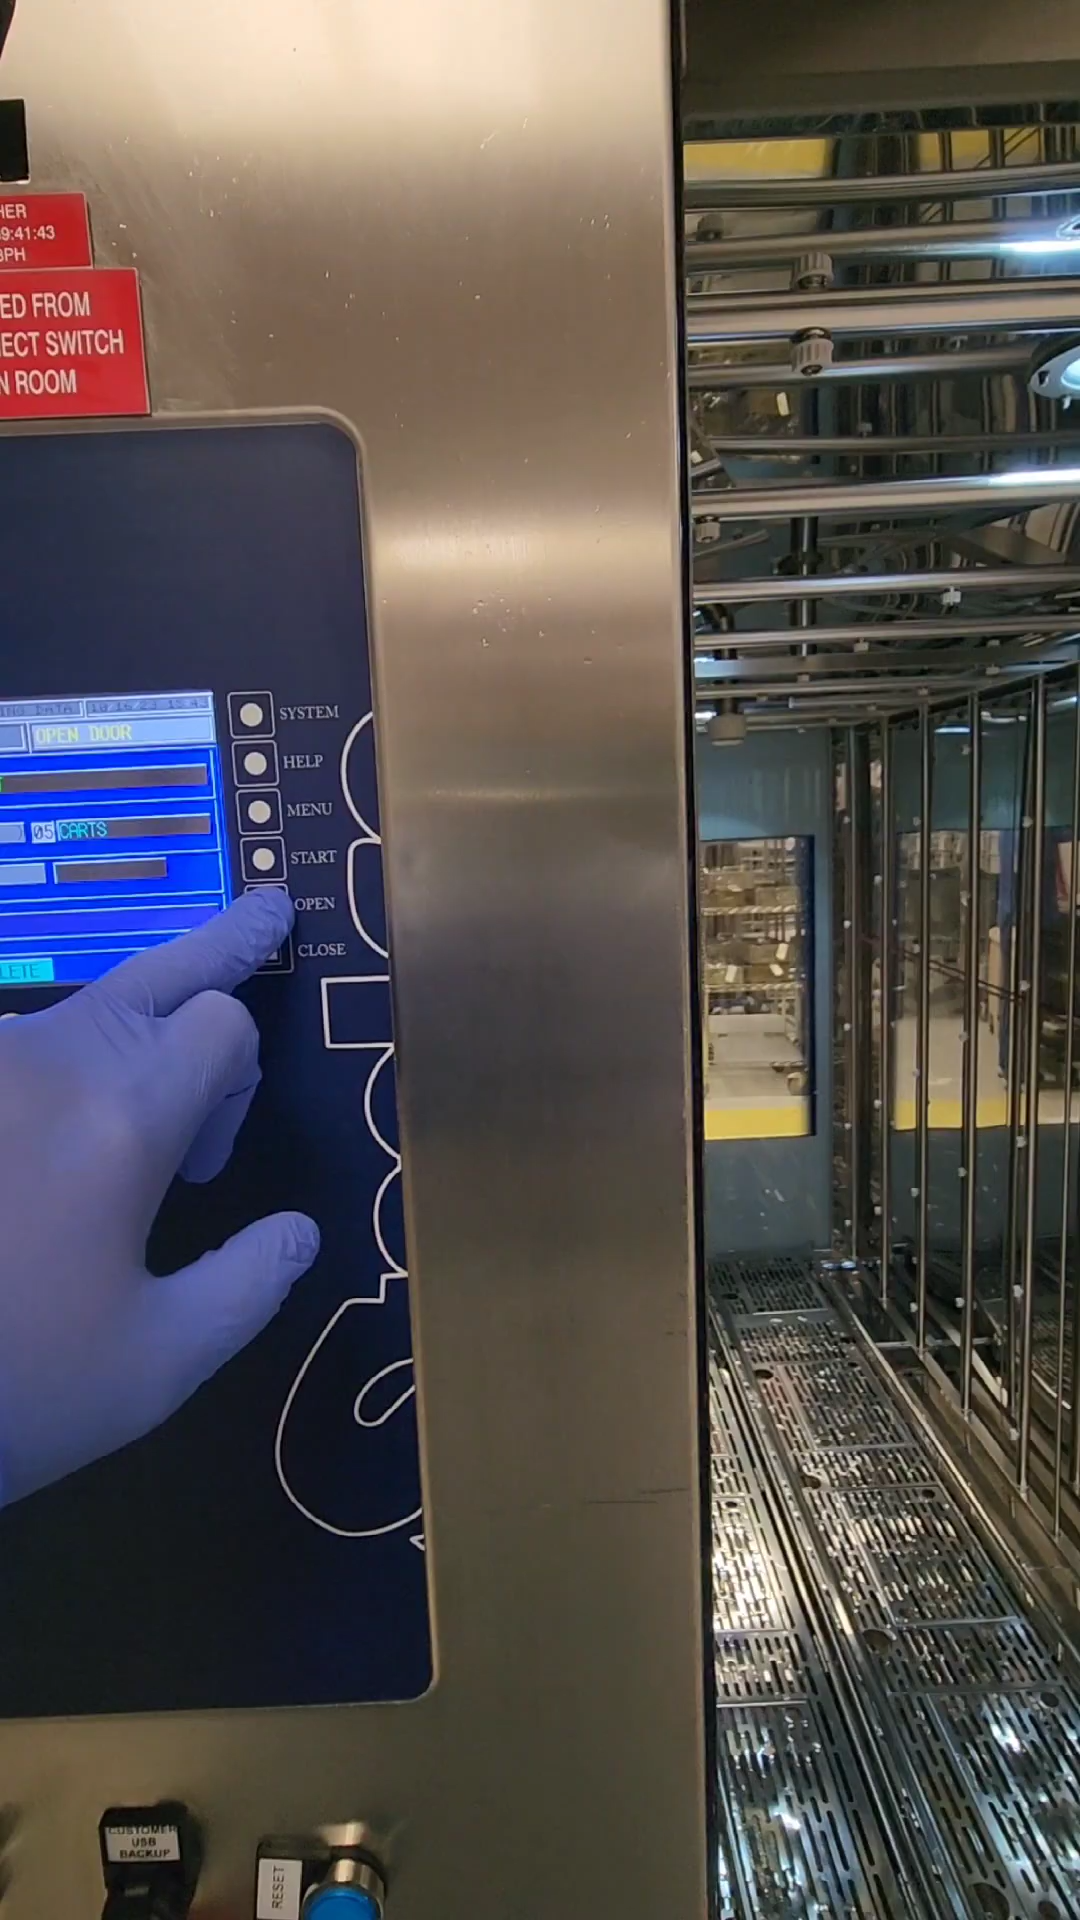 HER
9:41:43
BPH
ED FROM
ECT SWITCH
N ROOM
OPEN DOOR
05 CARTS
LETE
SYSTEM
HELP
MENU
START
OPEN
CLOSE
CUSTOMER
USB
BACKUP
RESET